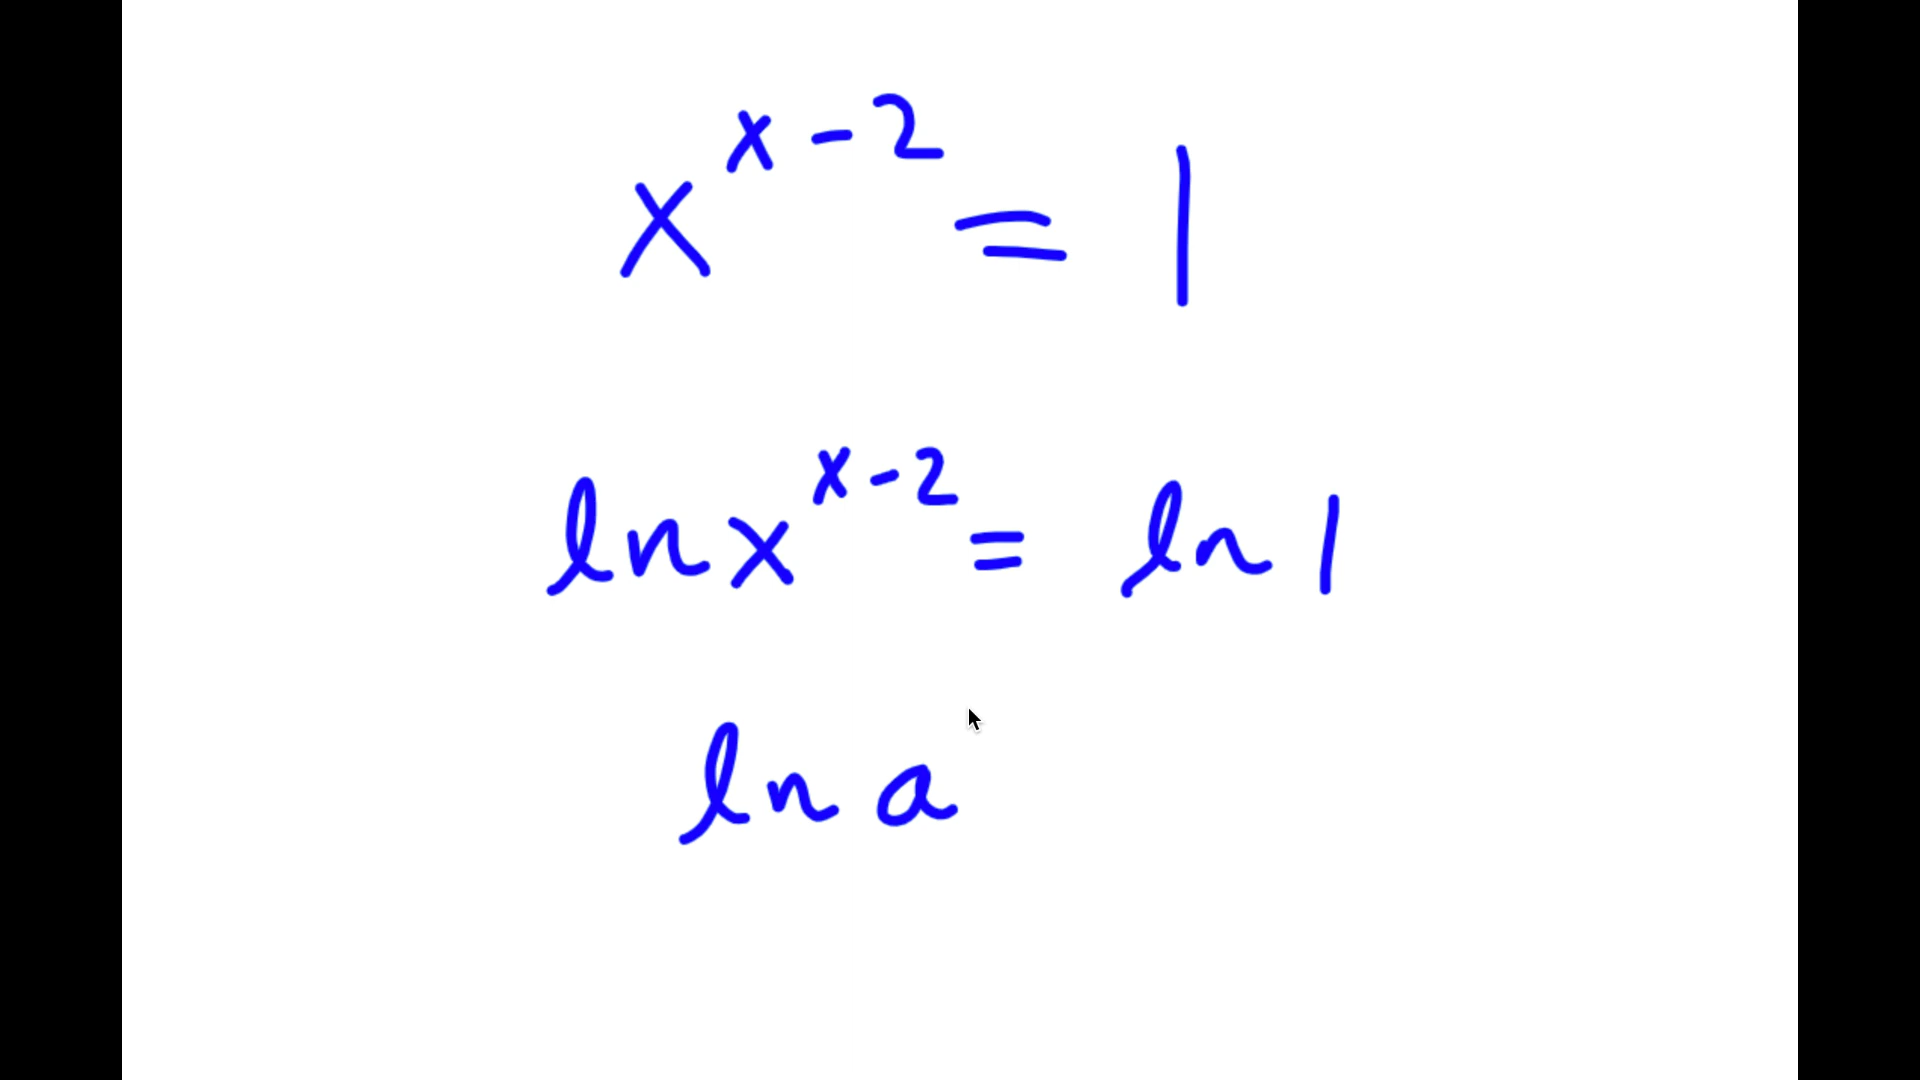 x^{x-2} = 1
ln x^{x-2} = ln 1
ln a